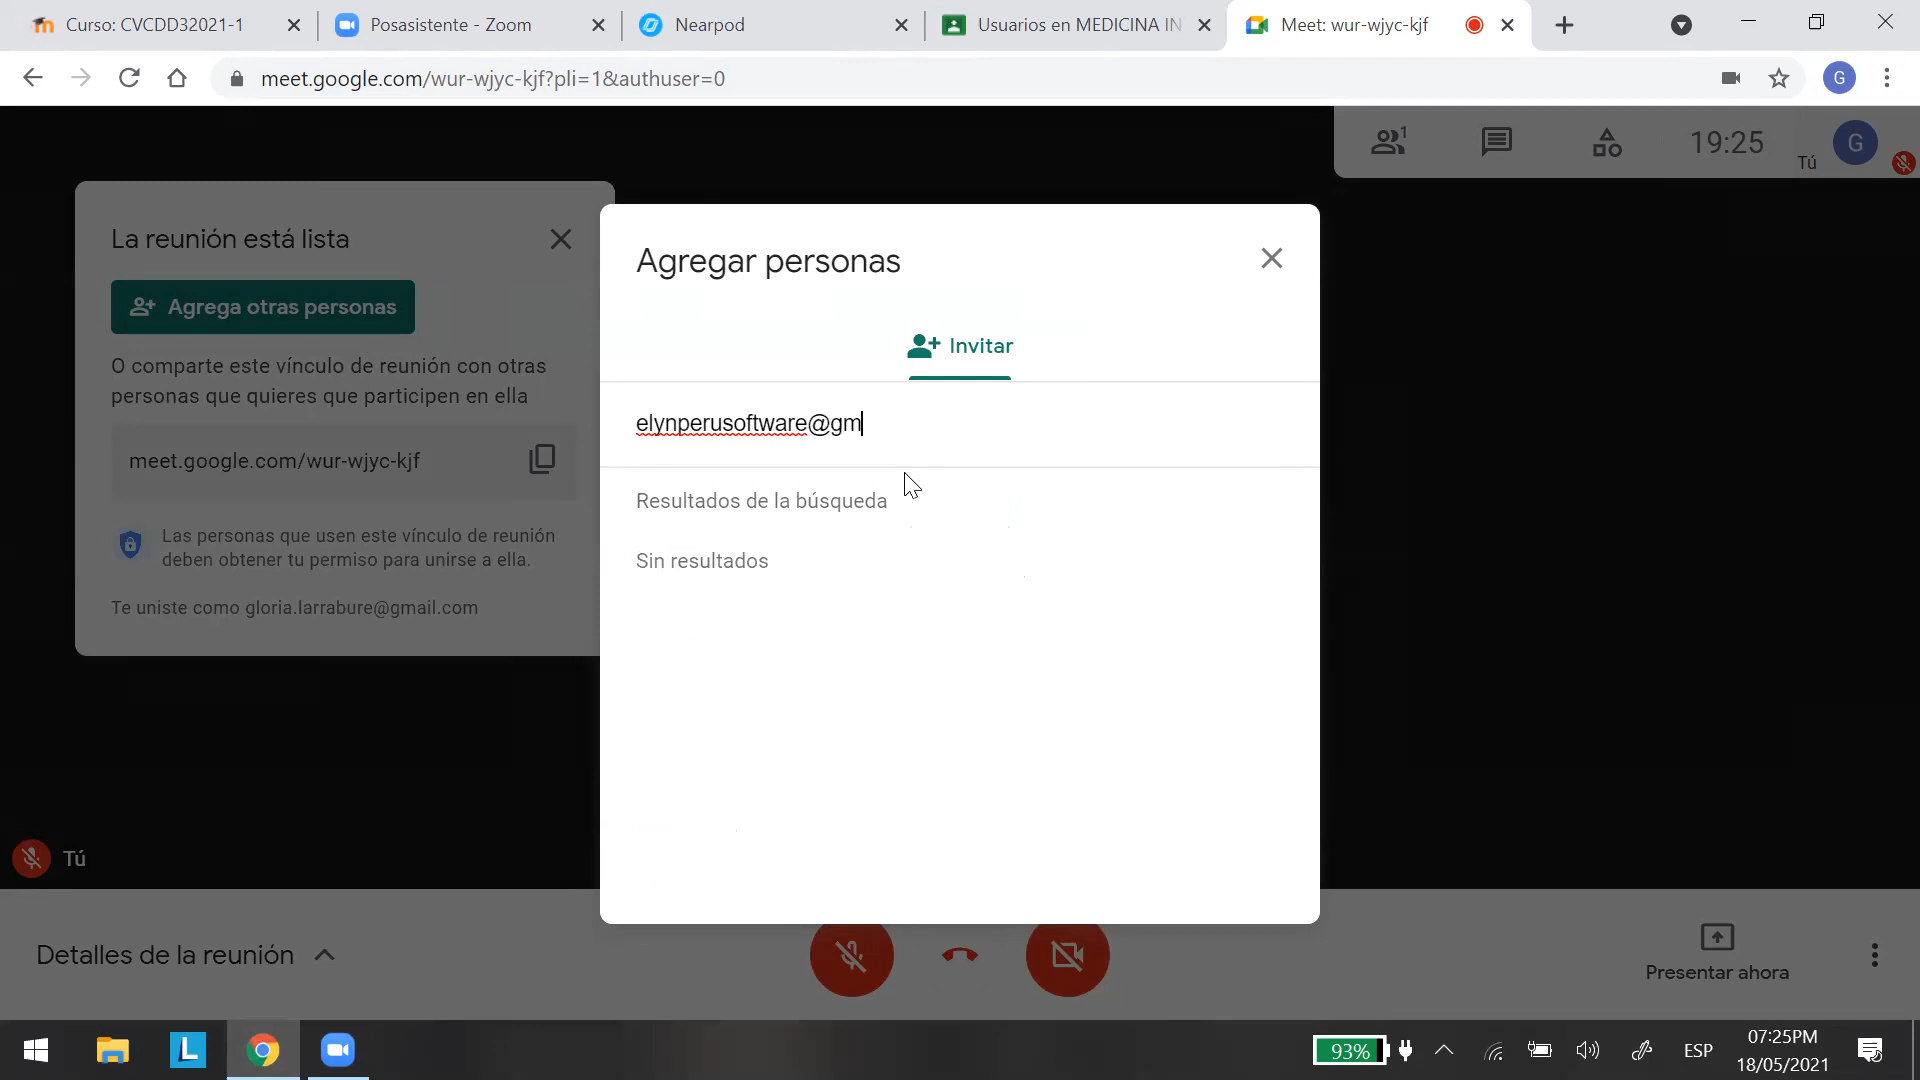 Curso: CVCDD32021-1
Posasistente - Zoom
Nearpod
Usuarios en MEDICINA IN
Meet: wur-wjyc-kjf
meet.google.com/wur-wjyc-kjf?pli=1&authuser=0
G
1
19:25
Tú
G
La reunión está lista
Agrega otras personas
O comparte este vínculo de reunión con otras
personas que quieres que participen en ella
meet.google.com/wur-wjyc-kjf
Las personas que usen este vínculo de reunión
deben obtener tu permiso para unirse a ella.
Te uniste como gloria.larrabure@gmail.com
Agregar personas
Invitar
elynperusoftware@gm
Resultados de la búsqueda
Sin resultados
Tú
Detalles de la reunión
Presentar ahora
L
93%
ESP
07:25PM
18/05/2021